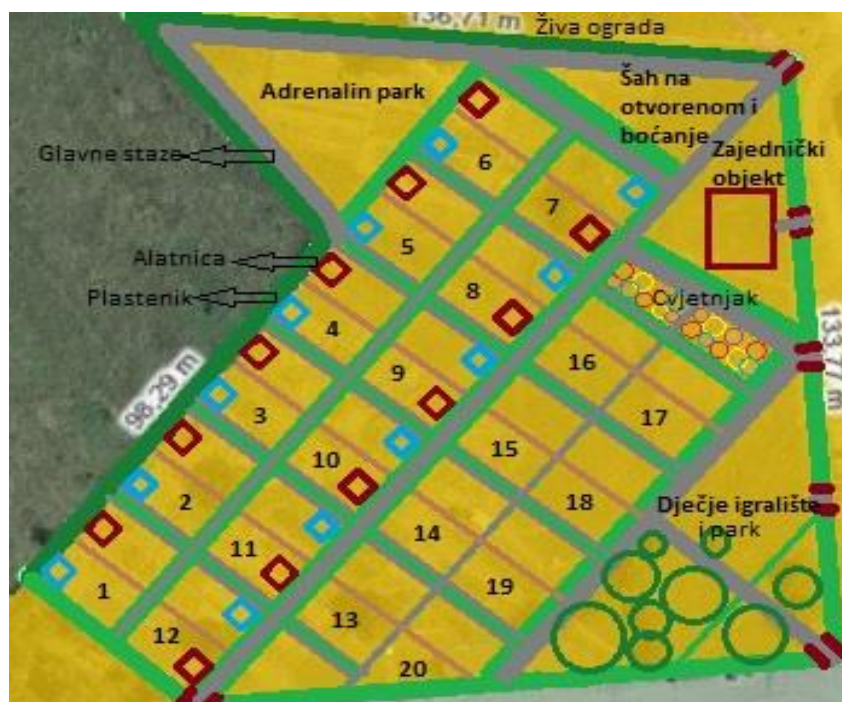 136,71 m
Živa ograda
Adrenalin park
Šah na
otvorenom i
boćanje
Zajednički
objekt
Glavne staze
6
7
5
Alatnica
Plastenik
4
8
Cvjetnjak
133.77 m
98,29 m
3
9
16
17
2
10
15
18
Dječje igralište
i park
1
11
14
19
12
13
20